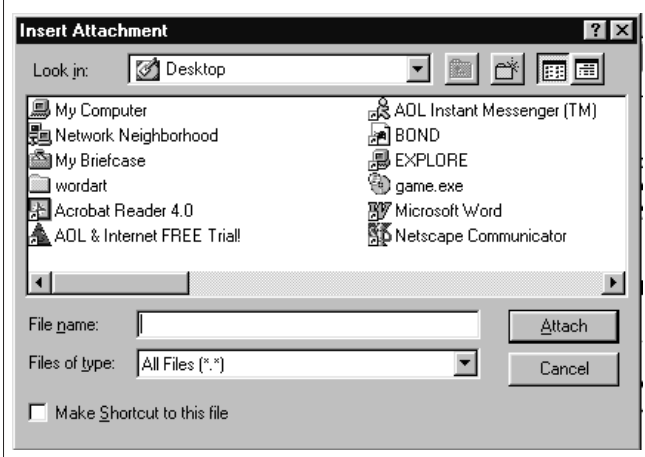 Insert Attachment
Look in: Desktop
My Computer
Network Neighborhood
My Briefcase
wordart
Acrobat Reader 4.0
AOL & Internet FREE Trial!
AOL Instant Messenger (TM)
BOND
EXPLORE
game.exe
Microsoft Word
Netscape Communicator
File name:
Attach
Files of type: All Files (*.*)
Cancel
Make Shortcut to this file